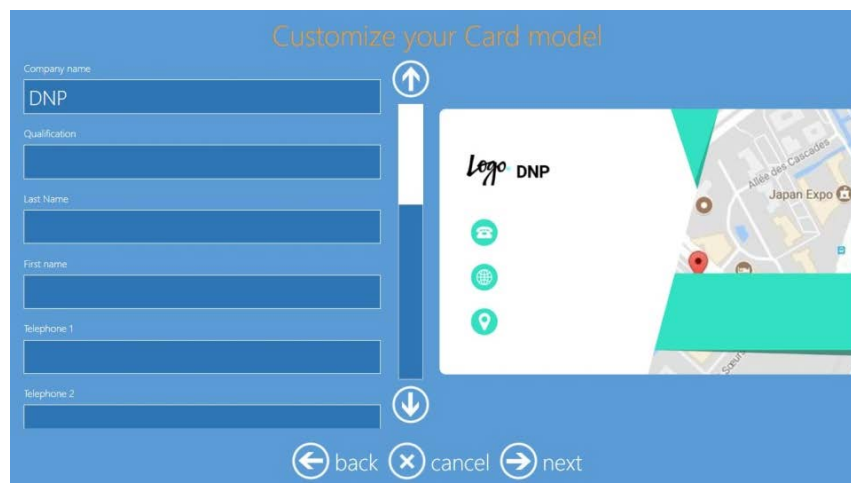 Customize your Card model
Company name
DNP
Qualification
Last Name
First name
Telephone 1
Telephone 2
Logo DNP
Allée des Cascades
Japan Expo
back cancel next